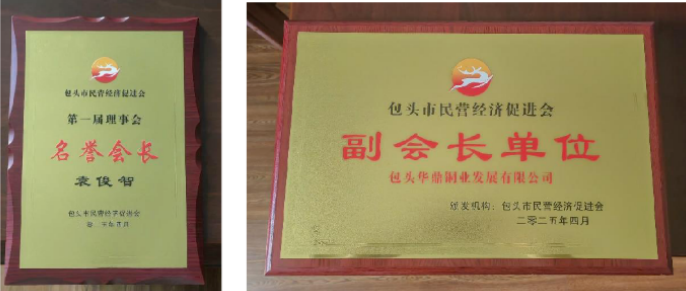 包头市民营经济促进会
第一届理事会
名誉会长
袁俊智
包头市民营经济促进会
包头市民营经济促进会
副会长单位
包头华鼎铜业发展有限公司
颁发机构：包头市民营经济促进会
二零二五年四月